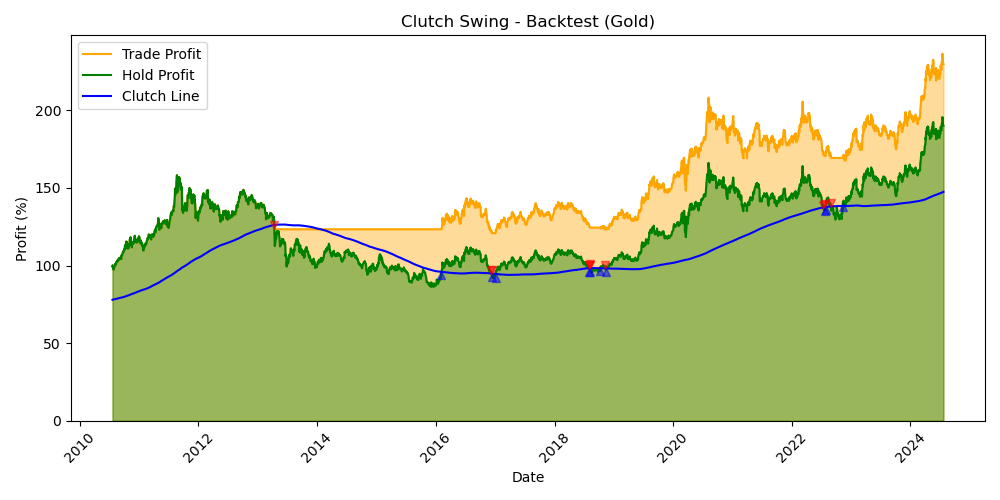 Clutch Swing - Backtest (Gold)
Trade Profit
Hold Profit
Clutch Line
Profit (%)
200
150
100
50
0
2010
2012
2014
2016
2018
2020
2022
2024
Date